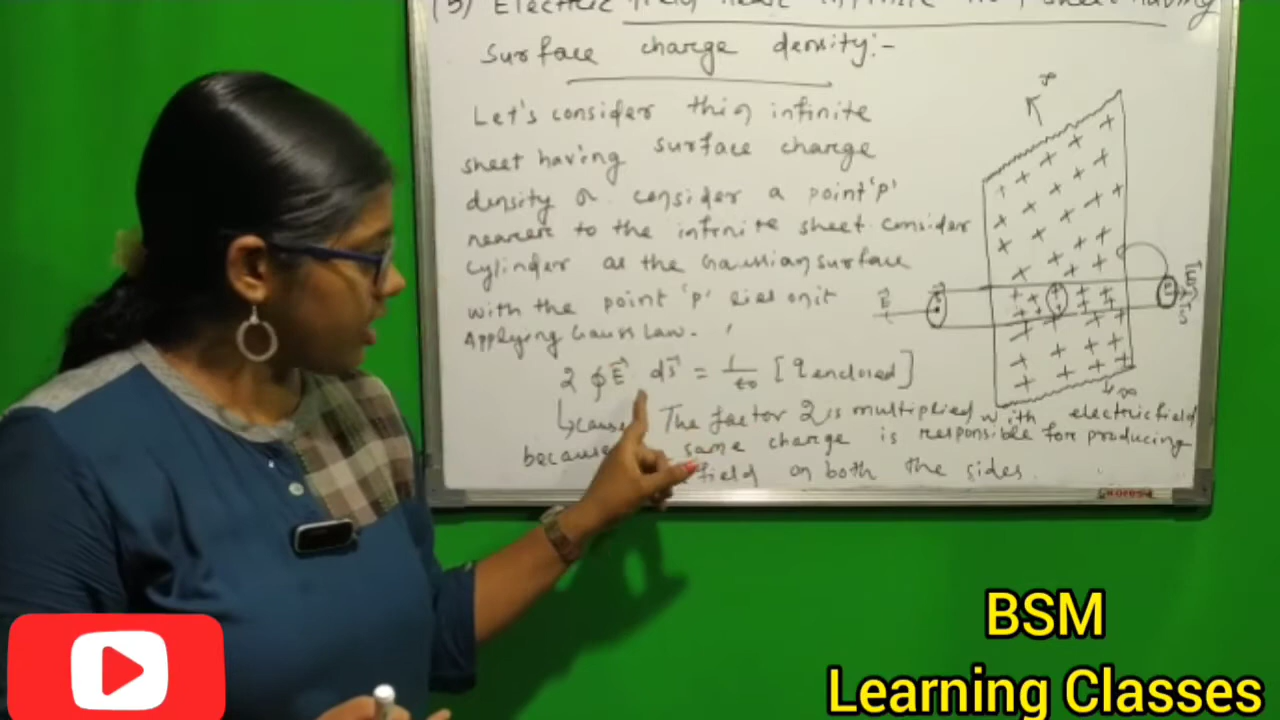 (3) Electric field near infinite thin sheet having
surface charge density:-
Let's consider thin infinite
sheet having surface charge
density σ. consider a point 'p'
nearer to the infinite sheet consider
cylinder as the Gaussian surface
with the point 'p' lies on it
Applying Gauss Law.
2 ∮E⃗ ds⃗ = 1/ε0 [q enclosed]
↳cause The factor 2 is multiplied with electric field
because same charge is responsible for producing
field on both the sides.
∞
E⃗
E⃗
S⃗
∞
BSM
Learning Classes